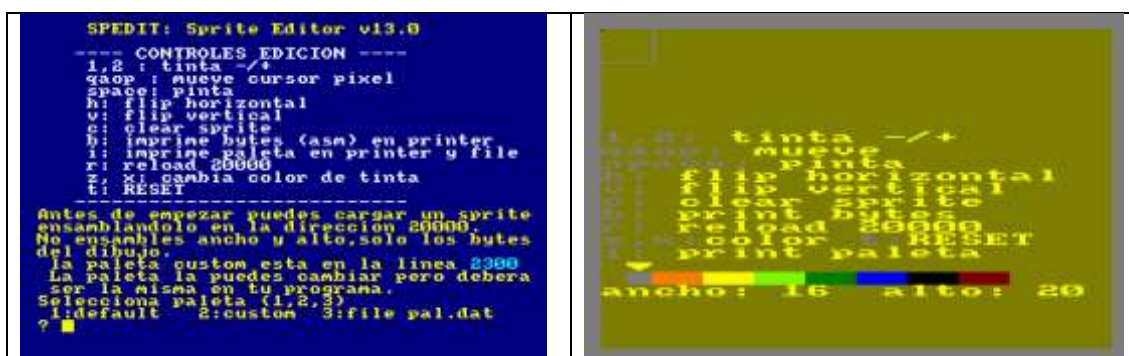 SPEDIT: Sprite Editor v13.0
---- CONTROLES EDICION ----
1,2 : tinta -/+
qaop : mueve cursor pixel
space: pinta
h: flip horizontal
v: flip vertical
c: clear sprite
b: imprime bytes (asm) en printer
i: imprime paleta en printer y file
r: reload 20000
z, x: cambia color de tinta
t: RESET
---------------------------
Antes de empezar puedes cargar un sprite
ensamblandolo en la direccion 20000.
No ensambles ancho y alto,solo los bytes
del dibujo.
la paleta custom esta en la linea 2300
La paleta la puedes cambiar pero debera
ser la misma en tu programa.
Selecciona paleta (1,2,3)
1:default 2:custom 3:file pal.dat
?
1,2: tinta -/+
qaop: mueve
space: pinta
flip horizontal
flip vertical
clear sprite
print bytes
reload 20000
color RESET
print paleta
ancho: 16 alto: 20